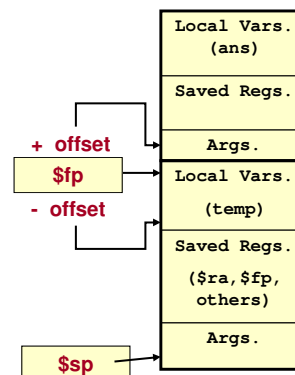 Local Vars.
(ans)
Saved Regs.
+ offset
Args.
$fp
Local Vars.
- offset
(temp)
Saved Regs.
($ra,$fp,
others)
Args.
$sp